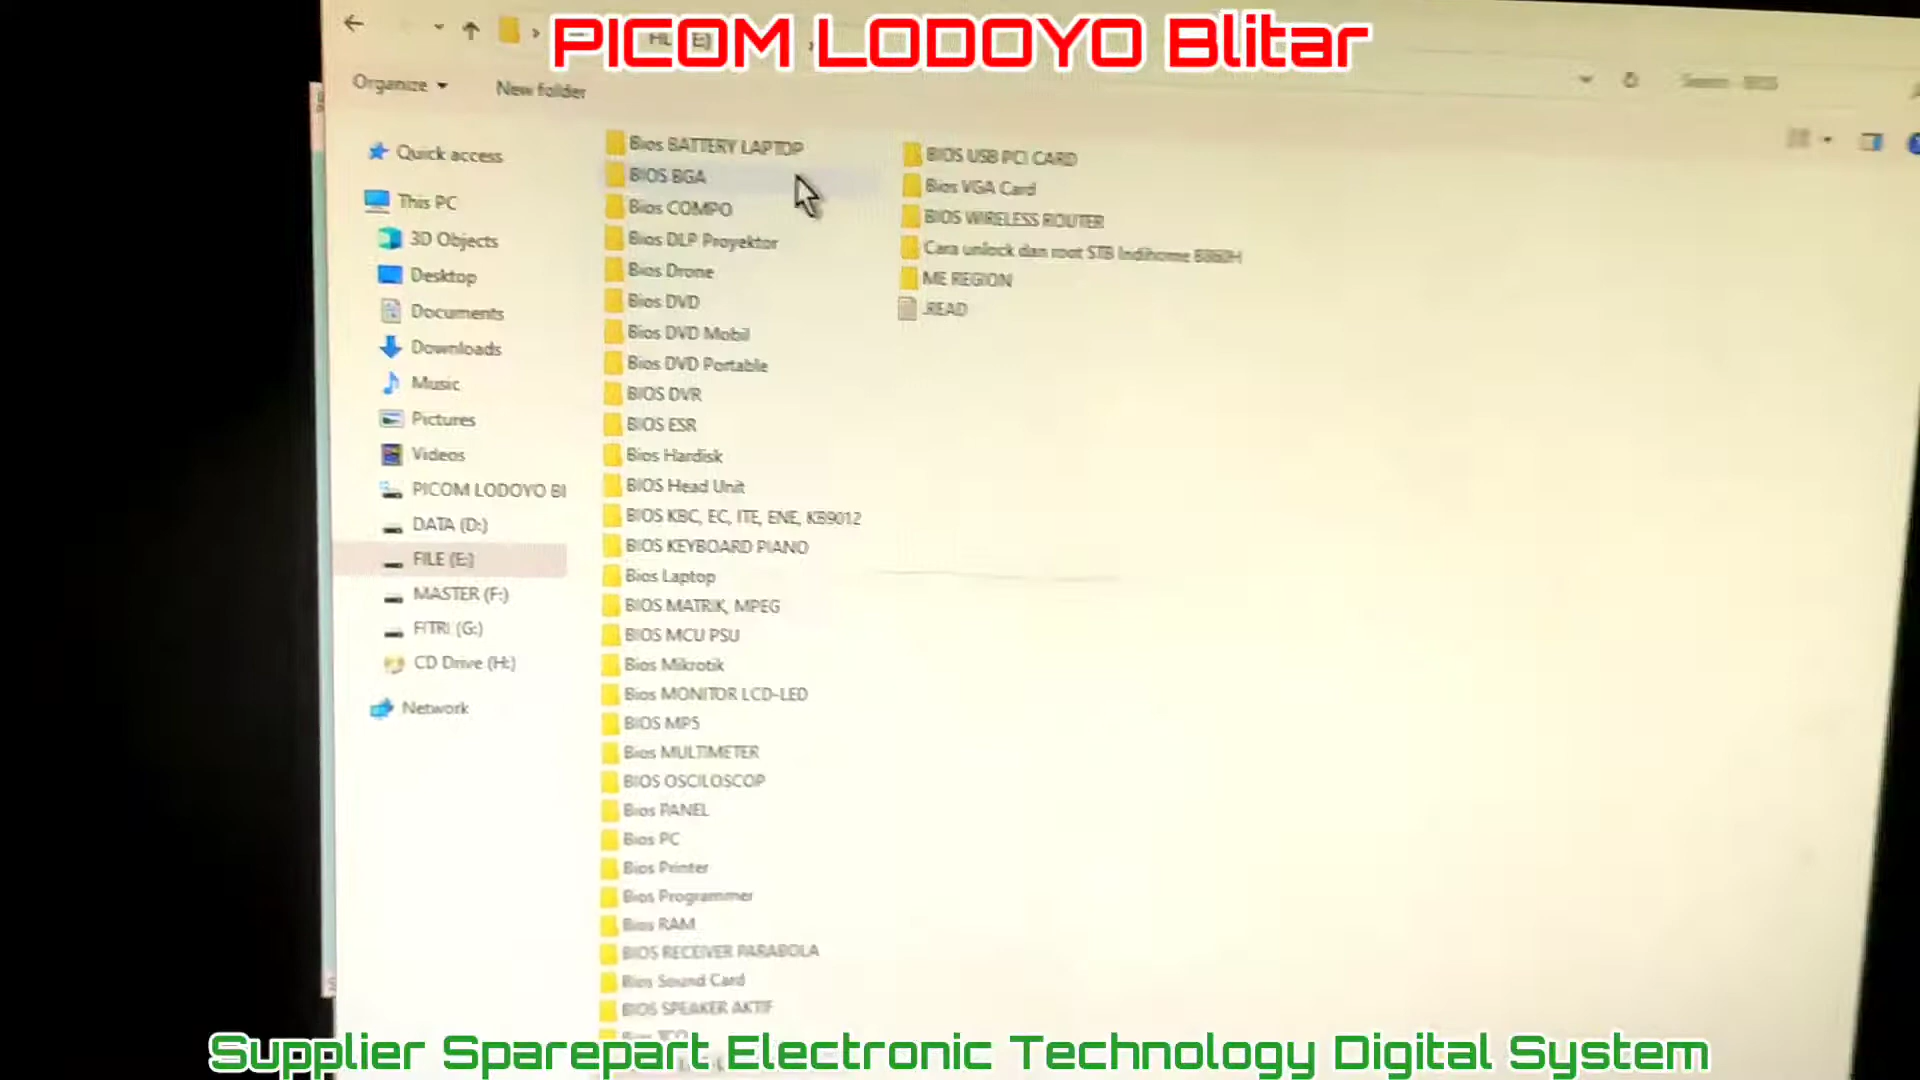 PICOM LODOYO Blitar
E:)
Organize
New folder
Quick access
This PC
3D Objects
Desktop
Documents
Downloads
Music
Pictures
Videos
PICOM LODOYO BI
DATA (D:)
FILE (E:)
MASTER (F:)
FITRI (G:)
CD Drive (H:)
Network
Bios BATTERY LAPTOP
BIOS BGA
Bios COMPO
Bios DLP Proyektor
Bios Drone
Bios DVD
Bios DVD Mobil
Bios DVD Portable
BIOS DVR
BIOS ESR
Bios Hardisk
BIOS Head Unit
BIOS KBC, EC, ITE, ENE, KB9012
BIOS KEYBOARD PIANO
Bios Laptop
BIOS MATRIK, MPEG
BIOS MCU PSU
Bios Mikrotik
Bios MONITOR LCD-LED
BIOS MP5
Bios MULTIMETER
BIOS OSCILOSCOP
Bios PANEL
Bios PC
Bios Printer
Bios Programmer
Bios RAM
BIOS RECEIVER PARABOLA
Bios Sound Card
BIOS SPEAKER AKTIF
BIOS USB PCI CARD
Bios VGA Card
BIOS WIRELESS ROUTER
Cara unlock dan root STB Indihome B860H
ME REGION
.READ
Supplier Sparepart Electronic Technology Digital System